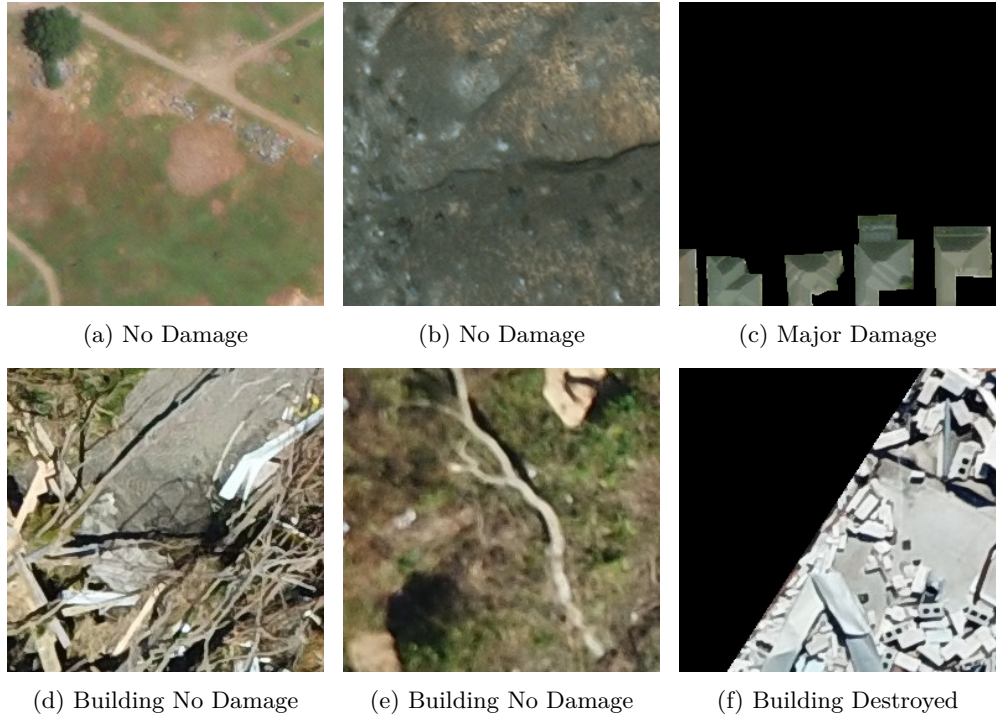 (a) No Damage
(b) No Damage
(c) Major Damage
(d) Building No Damage
(e) Building No Damage
(f) Building Destroyed